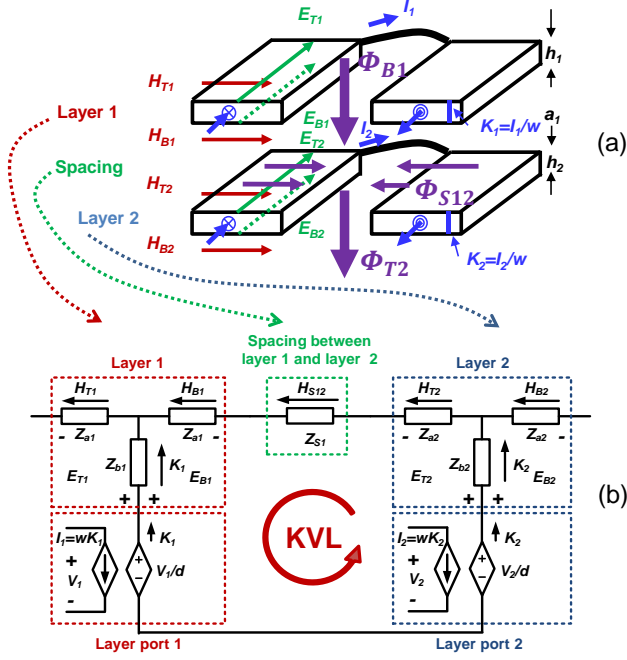 E_T1
I_1
h_1
Φ_B1
H_T1
E_B1
K_1=I_1/w
a_1
Layer 1
H_B1
E_T2
I_2
(a)
Spacing
H_T2
h_2
Φ_S12
Layer 2
E_B2
H_B2
Φ_T2
K_2=I_2/w
Spacing between
layer 1 and layer 2
Layer 1
Layer 2
H_T1
H_B1
H_S12
H_T2
H_B2
- Z_a1
Z_a1 -
Z_S1
- Z_a2
Z_a2 -
Z_b1
K_1
Z_b2
K_2
E_T1
E_B1
E_T2
E_B2
+ +
+ +
(b)
I_1=wK_1
K_1
KVL
I_2=wK_2
K_2
+
+
+
+
V_1
V_1/d
V_2
V_2/d
−
−
−
−
Layer port 1
Layer port 2